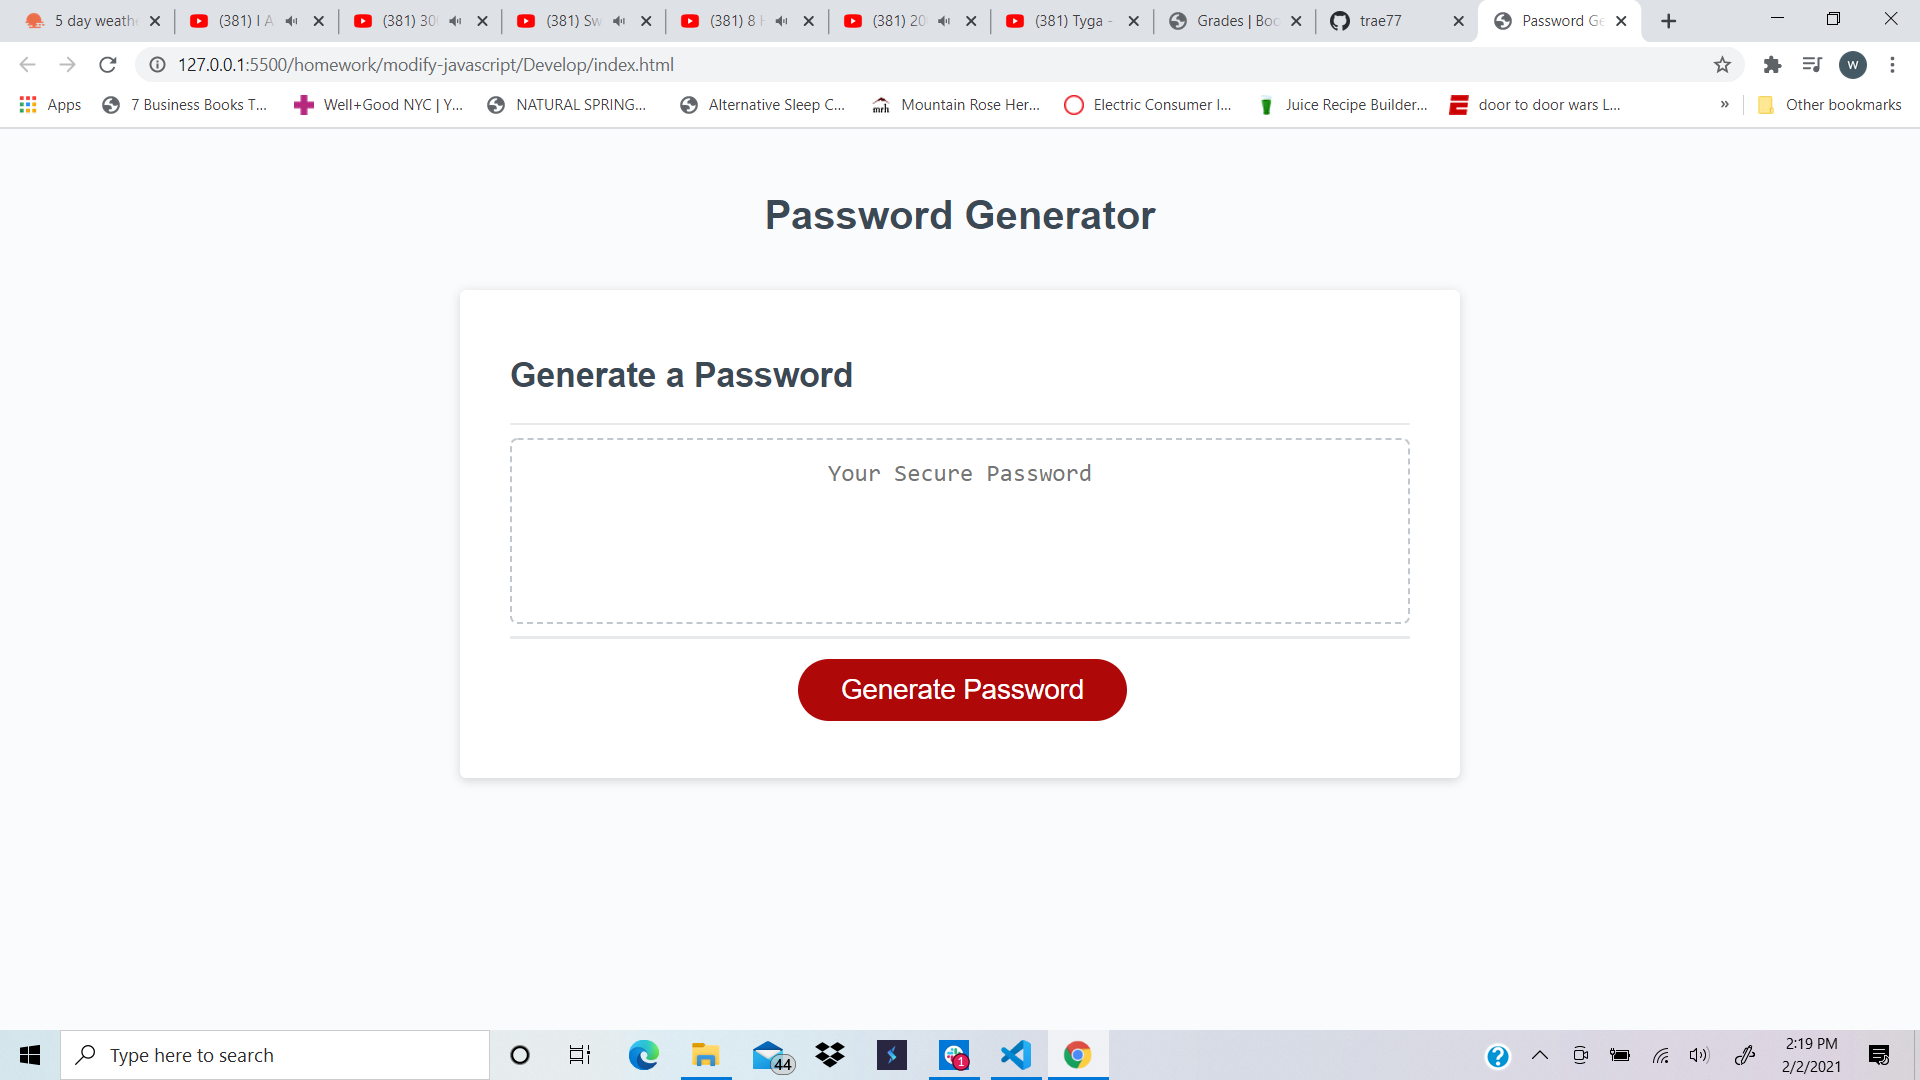 5 day weath
(381) I A
(381) 30
(381) Sw
(381) 8 H
(381) 20
(381) Tyga -
Grades | Boo
trae77
Password Ge
127.0.0.1:5500/homework/modify-javascript/Develop/index.html
W
Apps
7 Business Books T...
Well+Good NYC | Y...
NATURAL SPRING...
Alternative Sleep C...
mrh
Mountain Rose Her...
Electric Consumer I...
Juice Recipe Builder...
door to door wars L...
»
Other bookmarks
Password Generator
Generate a Password
Your Secure Password
Generate Password
Type here to search
44
1
2:19 PM
2/2/2021